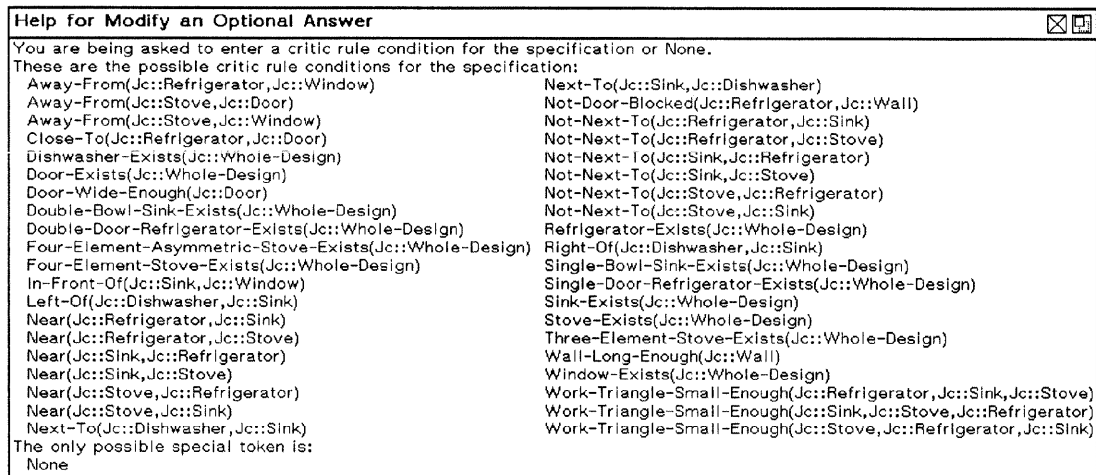 Help for Modify an Optional Answer
You are being asked to enter a critic rule condition for the specification or None.
These are the possible critic rule conditions for the specification:
Away-From(Jc::Refrigerator,Jc::Window)
Away-From(Jc::Stove,Jc::Door)
Away-From(Jc::Stove,Jc::Window)
Close-To(Jc::Refrigerator,Jc::Door)
Dishwasher-Exists(Jc::Whole-Design)
Door-Exists(Jc::Whole-Design)
Door-Wide-Enough(Jc::Door)
Double-Bowl-Sink-Exists(Jc::Whole-Design)
Double-Door-Refrigerator-Exists(Jc::Whole-Design)
Four-Element-Asymmetric-Stove-Exists(Jc::Whole-Design)
Four-Element-Stove-Exists(Jc::Whole-Design)
In-Front-Of(Jc::Sink,Jc::Window)
Left-Of(Jc::Dishwasher,Jc::Sink)
Near(Jc::Refrigerator,Jc::Sink)
Near(Jc::Refrigerator,Jc::Stove)
Near(Jc::Sink,Jc::Refrigerator)
Near(Jc::Sink,Jc::Stove)
Near(Jc::Stove,Jc::Refrigerator)
Near(Jc::Stove,Jc::Sink)
Next-To(Jc::Dishwasher,Jc::Sink)
Next-To(Jc::Sink,Jc::Dishwasher)
Not-Door-Blocked(Jc::Refrigerator,Jc::Wall)
Not-Next-To(Jc::Refrigerator,Jc::Sink)
Not-Next-To(Jc::Refrigerator,Jc::Stove)
Not-Next-To(Jc::Sink,Jc::Refrigerator)
Not-Next-To(Jc::Sink,Jc::Stove)
Not-Next-To(Jc::Stove,Jc::Refrigerator)
Not-Next-To(Jc::Stove,Jc::Sink)
Refrigerator-Exists(Jc::Whole-Design)
Right-Of(Jc::Dishwasher,Jc::Sink)
Single-Bowl-Sink-Exists(Jc::Whole-Design)
Single-Door-Refrigerator-Exists(Jc::Whole-Design)
Sink-Exists(Jc::Whole-Design)
Stove-Exists(Jc::Whole-Design)
Three-Element-Stove-Exists(Jc::Whole-Design)
Wall-Long-Enough(Jc::Wall)
Window-Exists(Jc::Whole-Design)
Work-Triangle-Small-Enough(Jc::Refrigerator,Jc::Sink,Jc::Stove)
Work-Triangle-Small-Enough(Jc::Sink,Jc::Stove,Jc::Refrigerator)
Work-Triangle-Small-Enough(Jc::Stove,Jc::Refrigerator,Jc::Sink)
The only possible special token is:
None